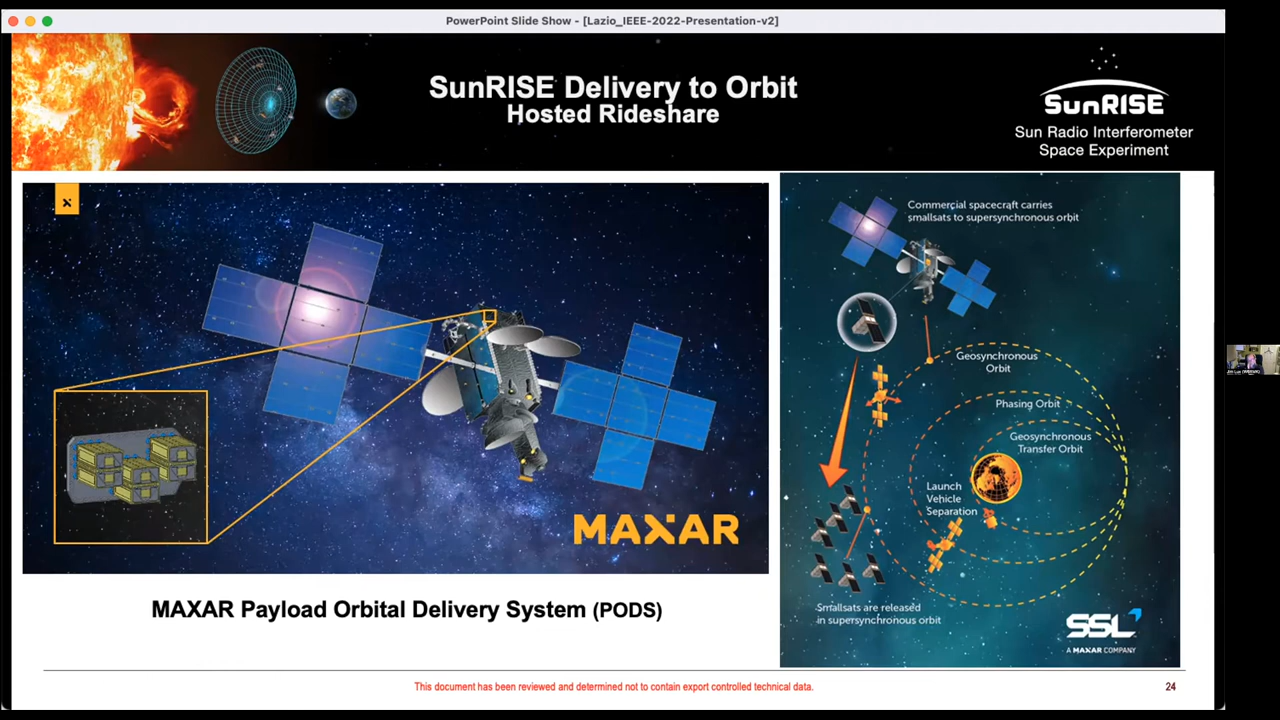 PowerPoint Slide Show - [Lazio_IEEE-2022-Presentation-v2]
SunRISE Delivery to Orbit
Hosted Rideshare
SunRISE
Sun Radio Interferometer
Space Experiment
MAXAR
MAXAR Payload Orbital Delivery System (PODS)
Commercial spacecraft carries
smallsats to supersynchronous orbit
Geosynchronous
Orbit
Phasing Orbit
Geosynchronous
Transfer Orbit
Launch
Vehicle
Separation
Smallsats are released
in supersynchronous orbit
SSL
A MAXAR COMPANY
This document has been reviewed and determined not to contain export controlled technical data.
24